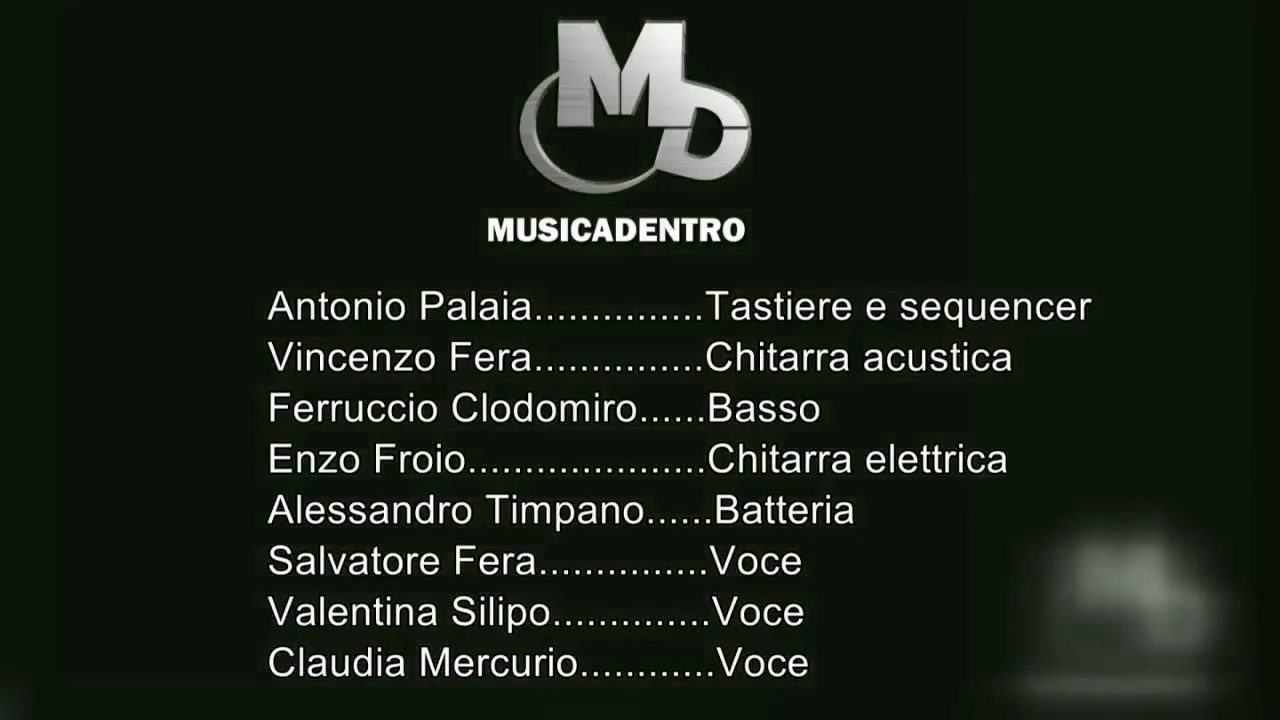 MD
MUSICADENTRO
Antonio Palaia...............Tastiere e sequencer
Vincenzo Fera...............Chitarra acustica
Ferruccio Clodomiro......Basso
Enzo Froio.....................Chitarra elettrica
Alessandro Timpano......Batteria
Salvatore Fera...............Voce
Valentina Silipo..............Voce
Claudia Mercurio............Voce
MD